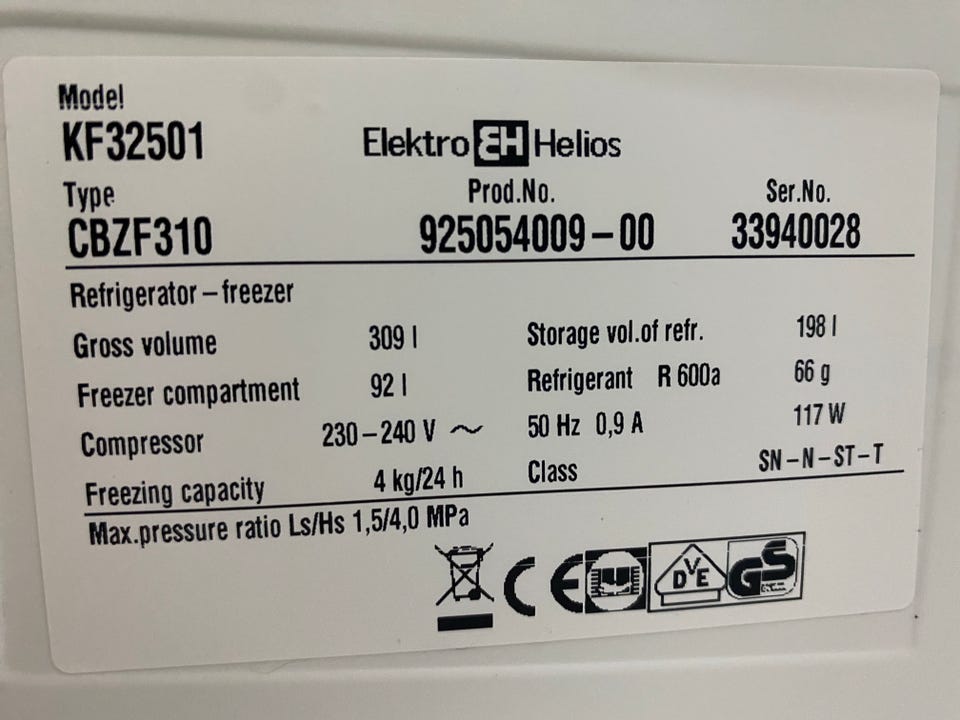 Model
KF32501
Elektro EH Helios
Type
Prod.No.
Ser.No.
CBZF310
925054009-00
33940028
Refrigerator-freezer
Gross volume 309 l
Storage vol.of refr. 198 l
Freezer compartment 92 l
Refrigerant R 600a 66 g
Compressor 230-240 V ~
50 Hz 0,9 A 117 W
Freezing capacity 4 kg/24 h
Class SN-N-ST-T
Max.pressure ratio Ls/Hs 1,5/4,0 MPa
CE
DVE
GS